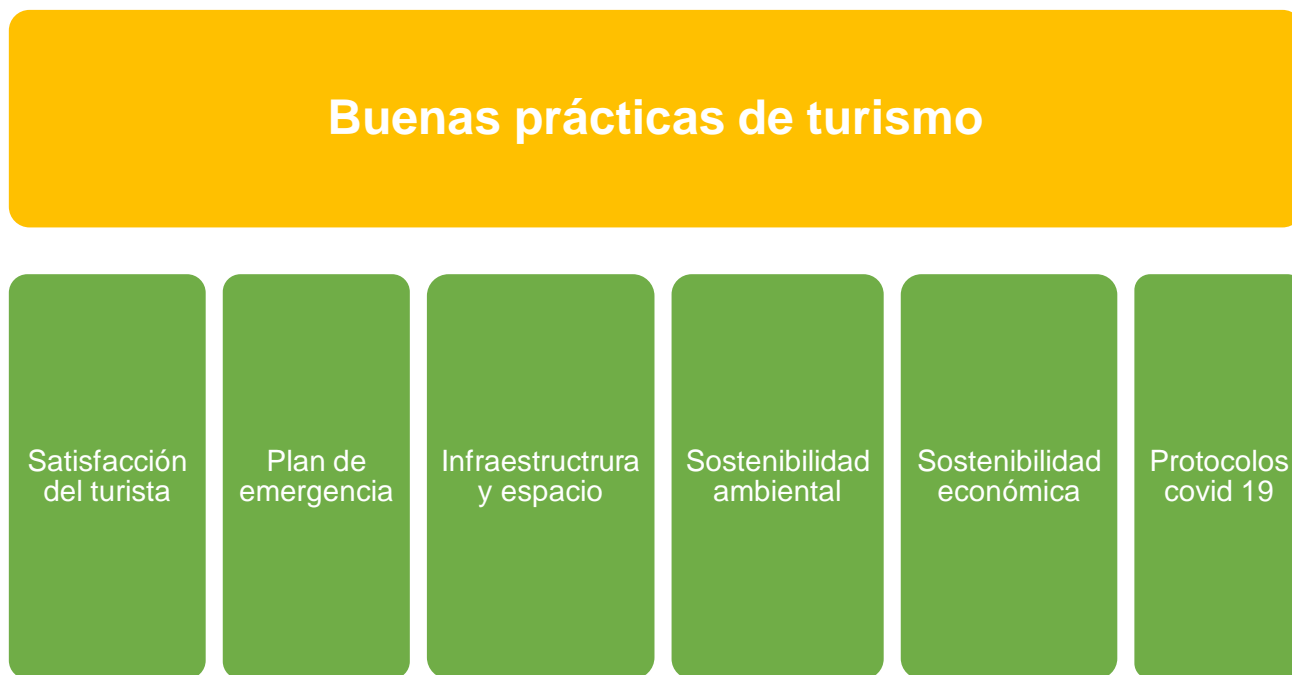 Buenas prácticas de turismo
Satisfacción
del turista
Plan de
emergencia
Infraestructrura
y espacio
Sostenibilidad
ambiental
Sostenibilidad
económica
Protocolos
covid 19